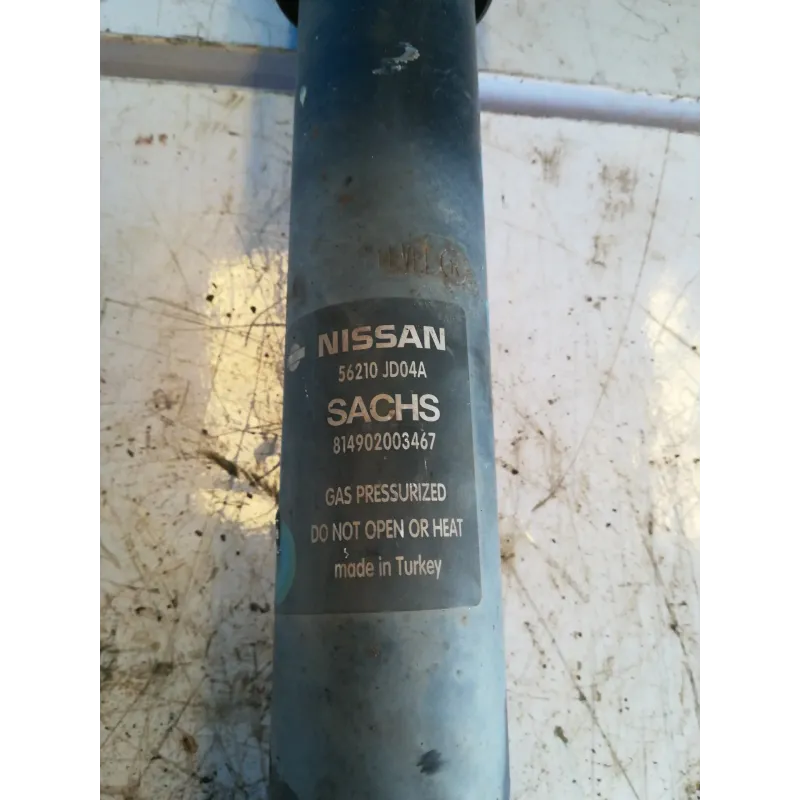 NISSAN
56210 JD04A
SACHS
814902003467
GAS PRESSURIZED
DO NOT OPEN OR HEAT
made in Turkey